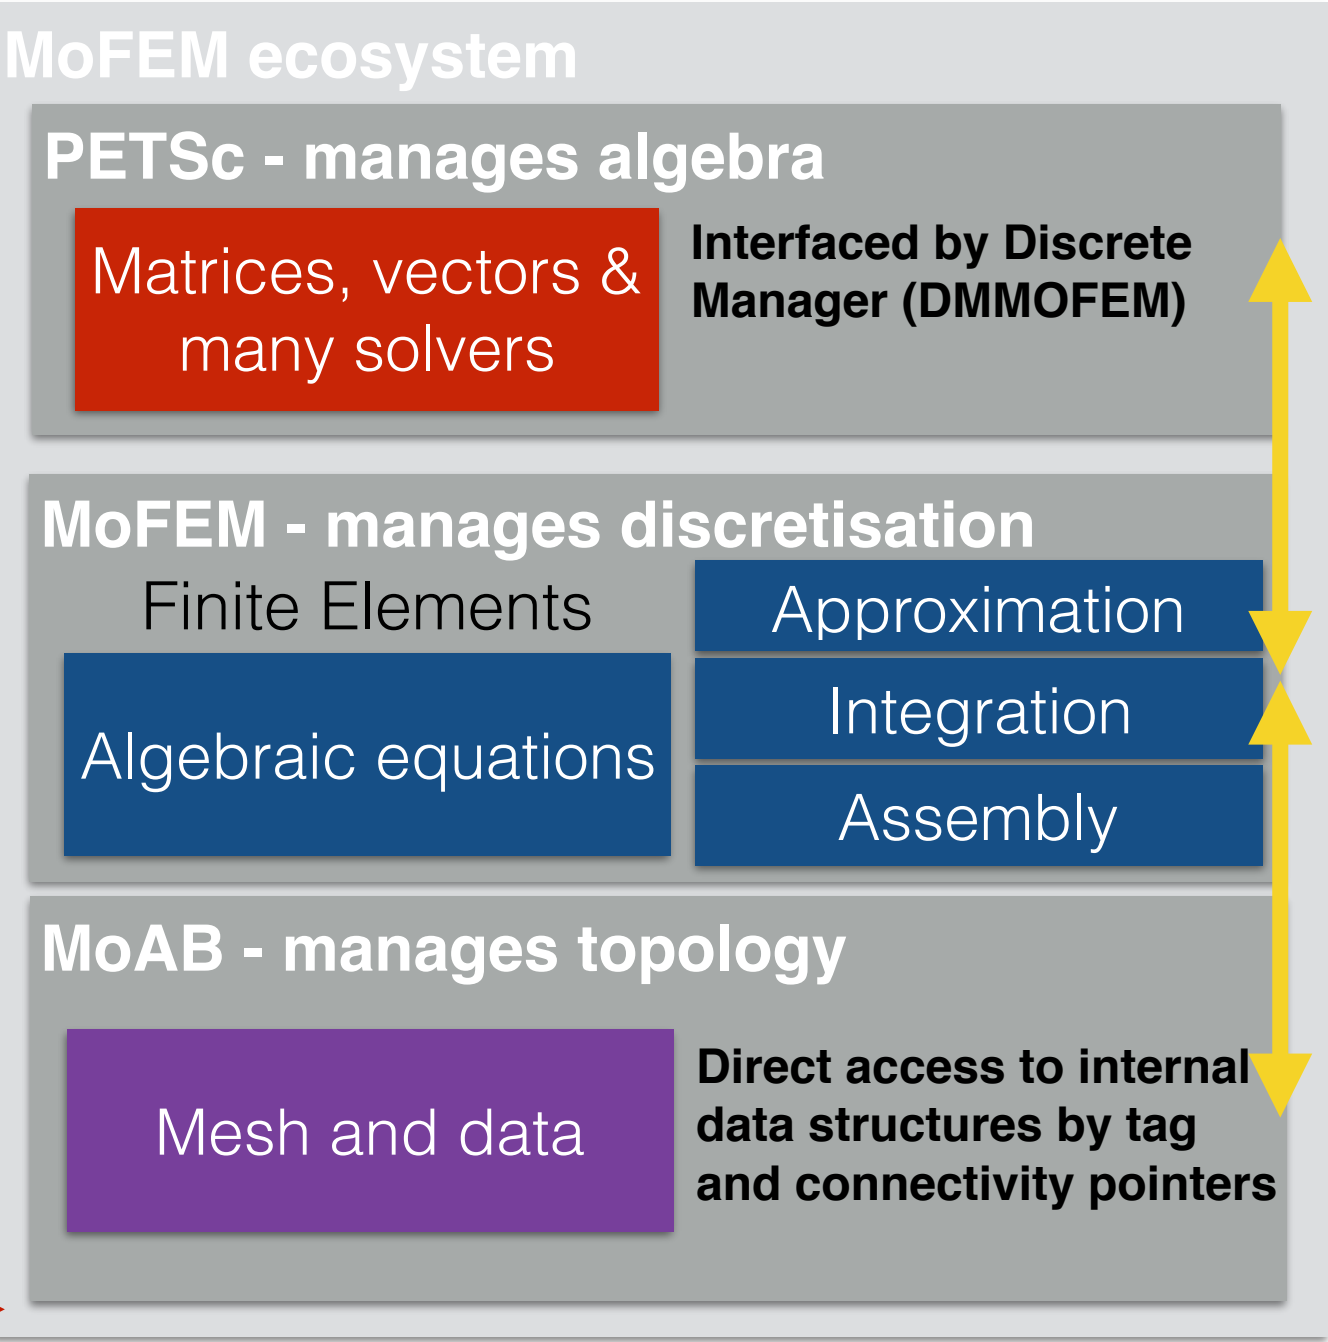 MoFEM ecosystem
PETSc - manages algebra
Matrices, vectors &
many solvers
Interfaced by Discrete
Manager (DMMOFEM)
MoFEM - manages discretisation
Finite Elements
Algebraic equations
Approximation
Integration
Assembly
MoAB - manages topology
Mesh and data
Direct access to internal
data structures by tag
and connectivity pointers